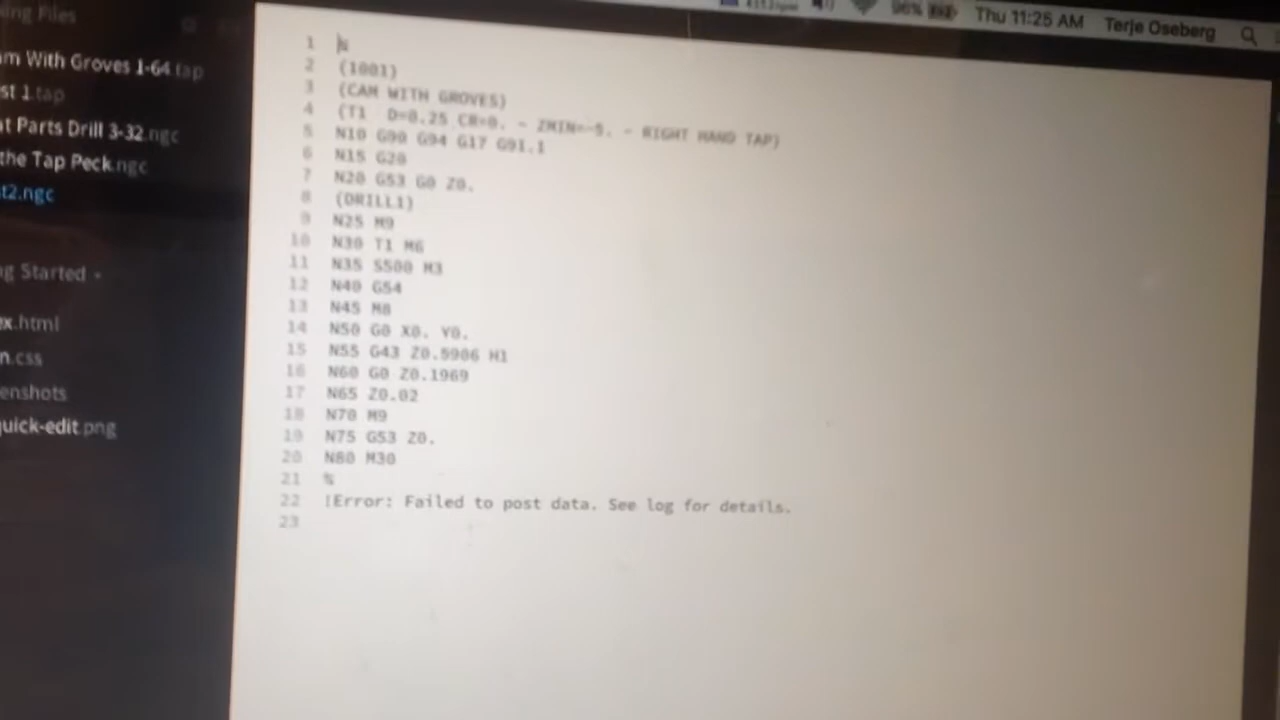 Thu 11:25 AM Terje Oseberg
ing Files
am With Groves 1-64.tap
st 1.tap
at Parts Drill 3-32.ngc
the Tap Peck.ngc
t2.ngc
ng Started
ex.html
n.css
enshots
quick-edit.png
1 %
2 (1001)
3 (CAM WITH GROVES)
4 (T1 D=0.25 CR=0. - ZMIN=-5. - RIGHT HAND TAP)
5 N10 G90 G94 G17 G91.1
6 N15 G20
7 N20 G53 G0 Z0.
8 (DRILL1)
9 N25 M9
10 N30 T1 M6
11 N35 S500 M3
12 N40 G54
13 N45 M8
14 N50 G0 X0. Y0.
15 N55 G43 Z0.5906 H1
16 N60 G0 Z0.1969
17 N65 Z0.02
18 N70 M9
19 N75 G53 Z0.
20 N80 M30
21 %
22 !Error: Failed to post data. See log for details.
23